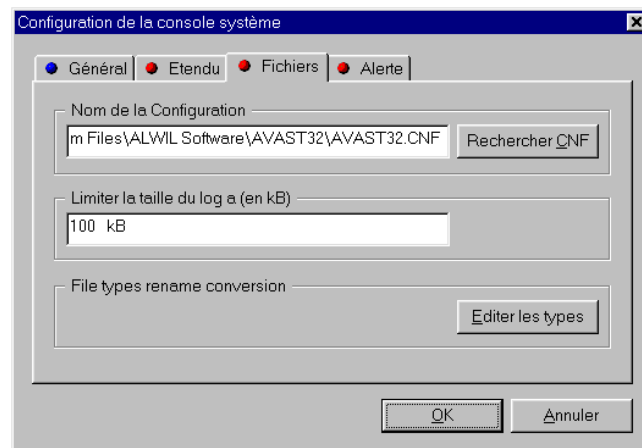 Configuration de la console système
Général Etendu Fichiers Alerte
Nom de la Configuration
m Files\ALWIL Software\AVAST32\AVAST32.CNF Rechercher CNF
Limiter la taille du log a (en kB)
100 kB
File types rename conversion
Editer les types
OK Annuler